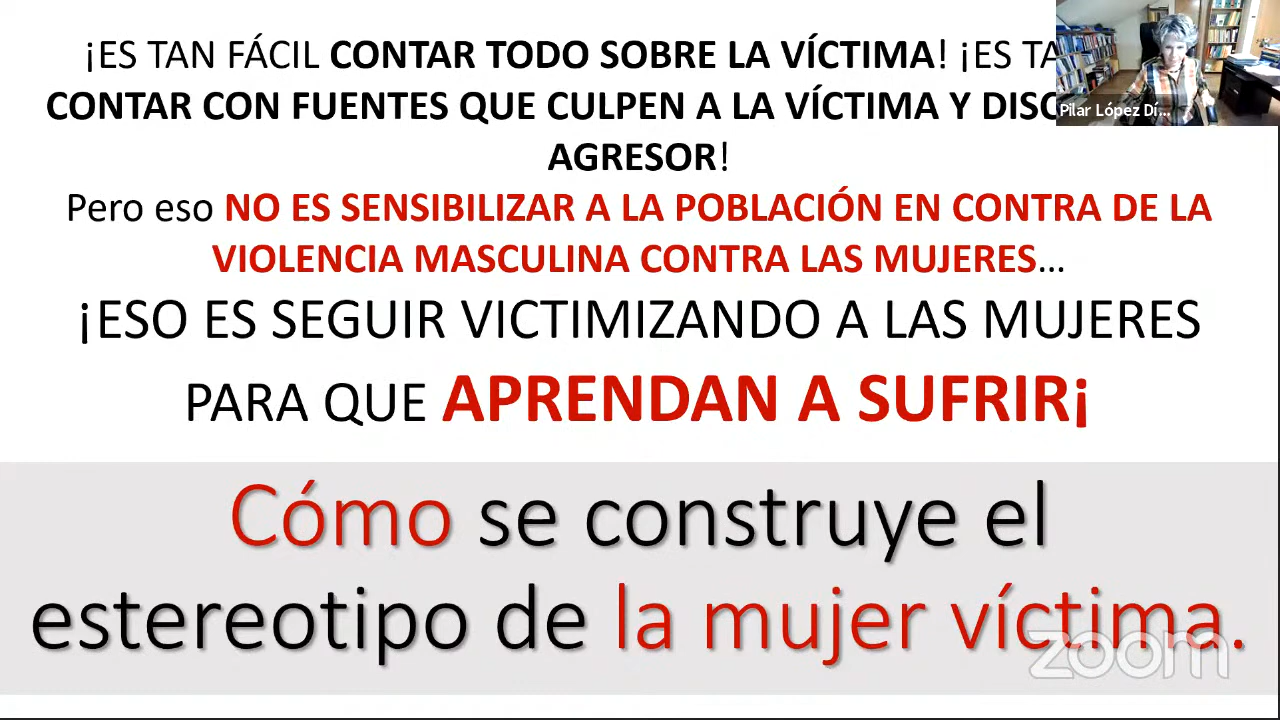 ¡ES TAN FÁCIL CONTAR TODO SOBRE LA VÍCTIMA! ¡ES TA
CONTAR CON FUENTES QUE CULPEN A LA VÍCTIMA Y DISC
AGRESOR!
Pero eso NO ES SENSIBILIZAR A LA POBLACIÓN EN CONTRA DE LA
VIOLENCIA MASCULINA CONTRA LAS MUJERES...
¡ESO ES SEGUIR VICTIMIZANDO A LAS MUJERES
PARA QUE APRENDAN A SUFRIR¡
Cómo se construye el
estereotipo de la mujer víctima.
Pilar López Dí...
zoom